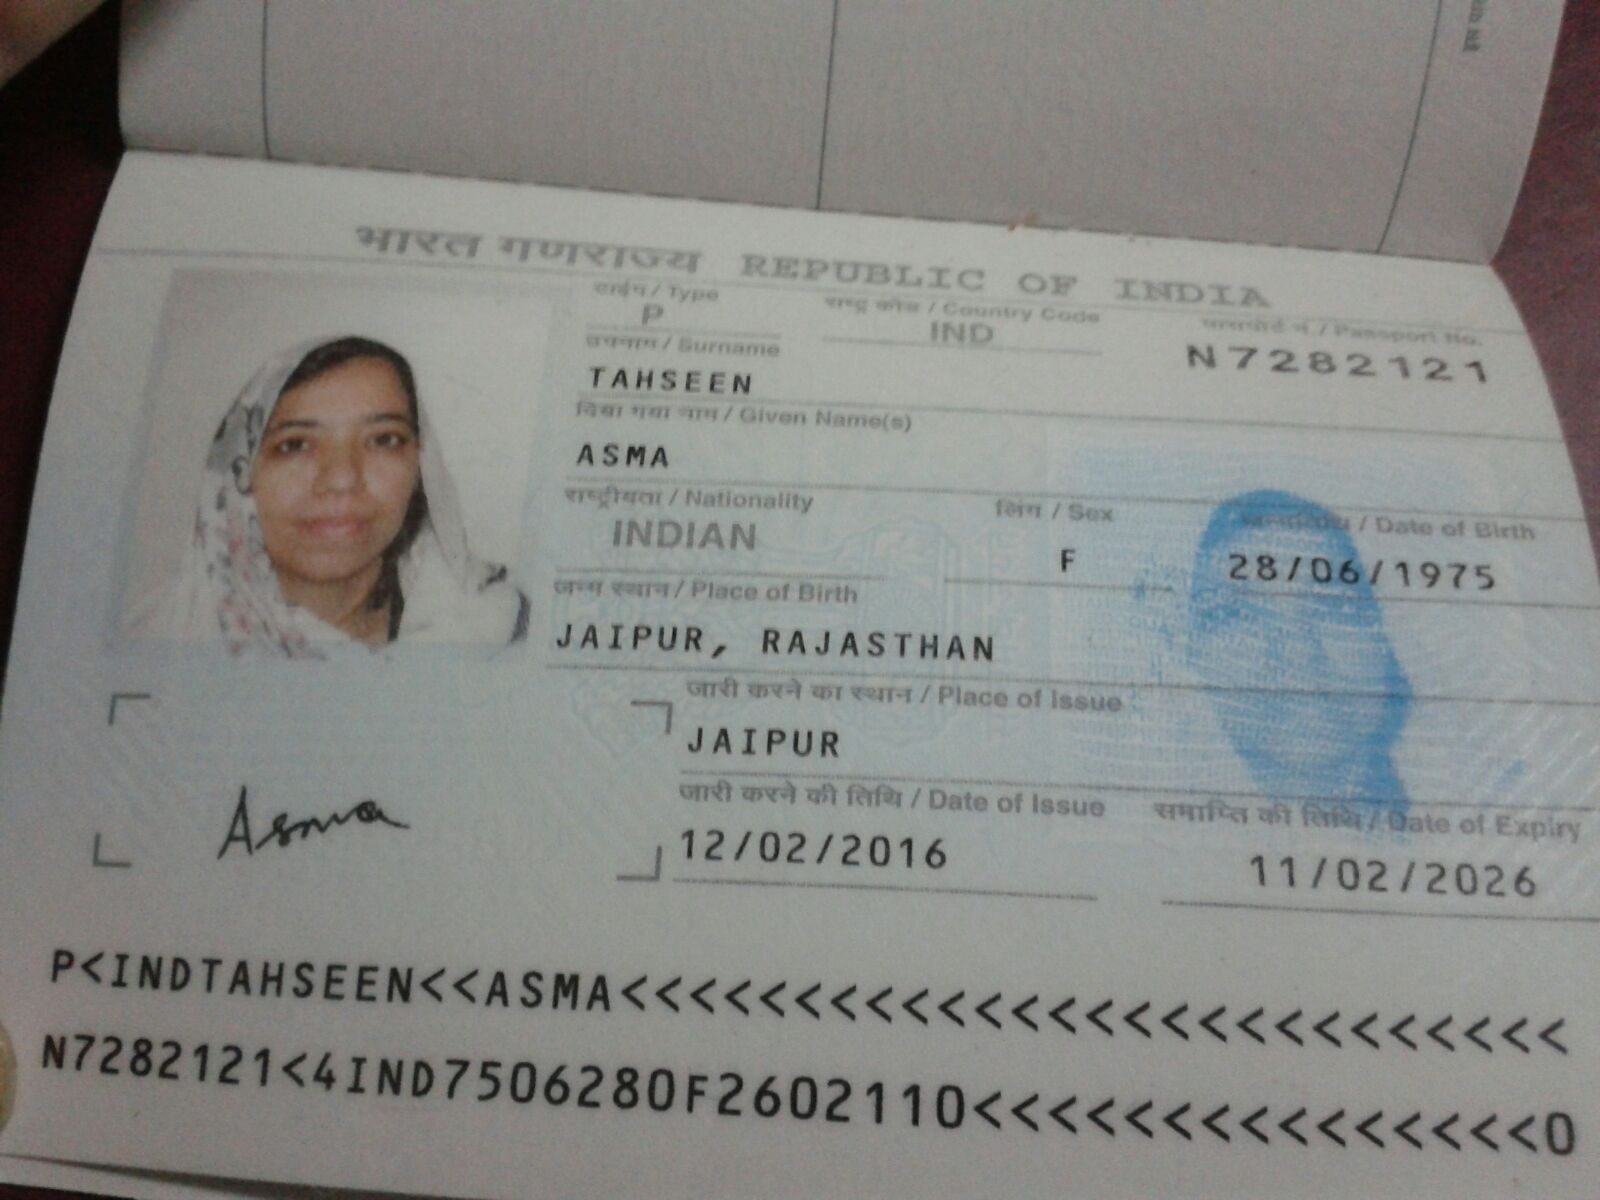 भारत गणराज्य REPUBLIC OF INDIA
टाईप / Type राष्ट्र कोड / Country Code पासपोर्ट नं. / Passport No.
P IND N7282121
उपनाम / Surname
TAHSEEN
दिया गया नाम / Given Name(s)
ASMA
राष्ट्रीयता / Nationality लिंग / Sex जन्मतिथि / Date of Birth
INDIAN F 28/06/1975
जन्म स्थान / Place of Birth
JAIPUR, RAJASTHAN
जारी करने का स्थान / Place of Issue
JAIPUR
जारी करने की तिथि / Date of Issue समाप्ति की तिथि / Date of Expiry
12/02/2016 11/02/2026
Asma
P<INDTAHSEEN<<ASMA<<<<<<<<<<<<<<<<<<<<<<<<<<
N7282121<4IND7506280F2602110<<<<<<<<<<<<<<<0